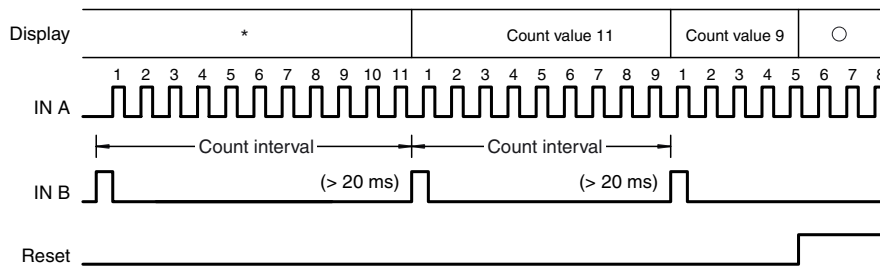 Display * Count value 11 Count value 9 ○
1 2 3 4 5 6 7 8 9 10 11 1 2 3 4 5 6 7 8 9 1 2 3 4 5 6 7 8
IN A
Count interval Count interval
(> 20 ms) (> 20 ms)
IN B
Reset